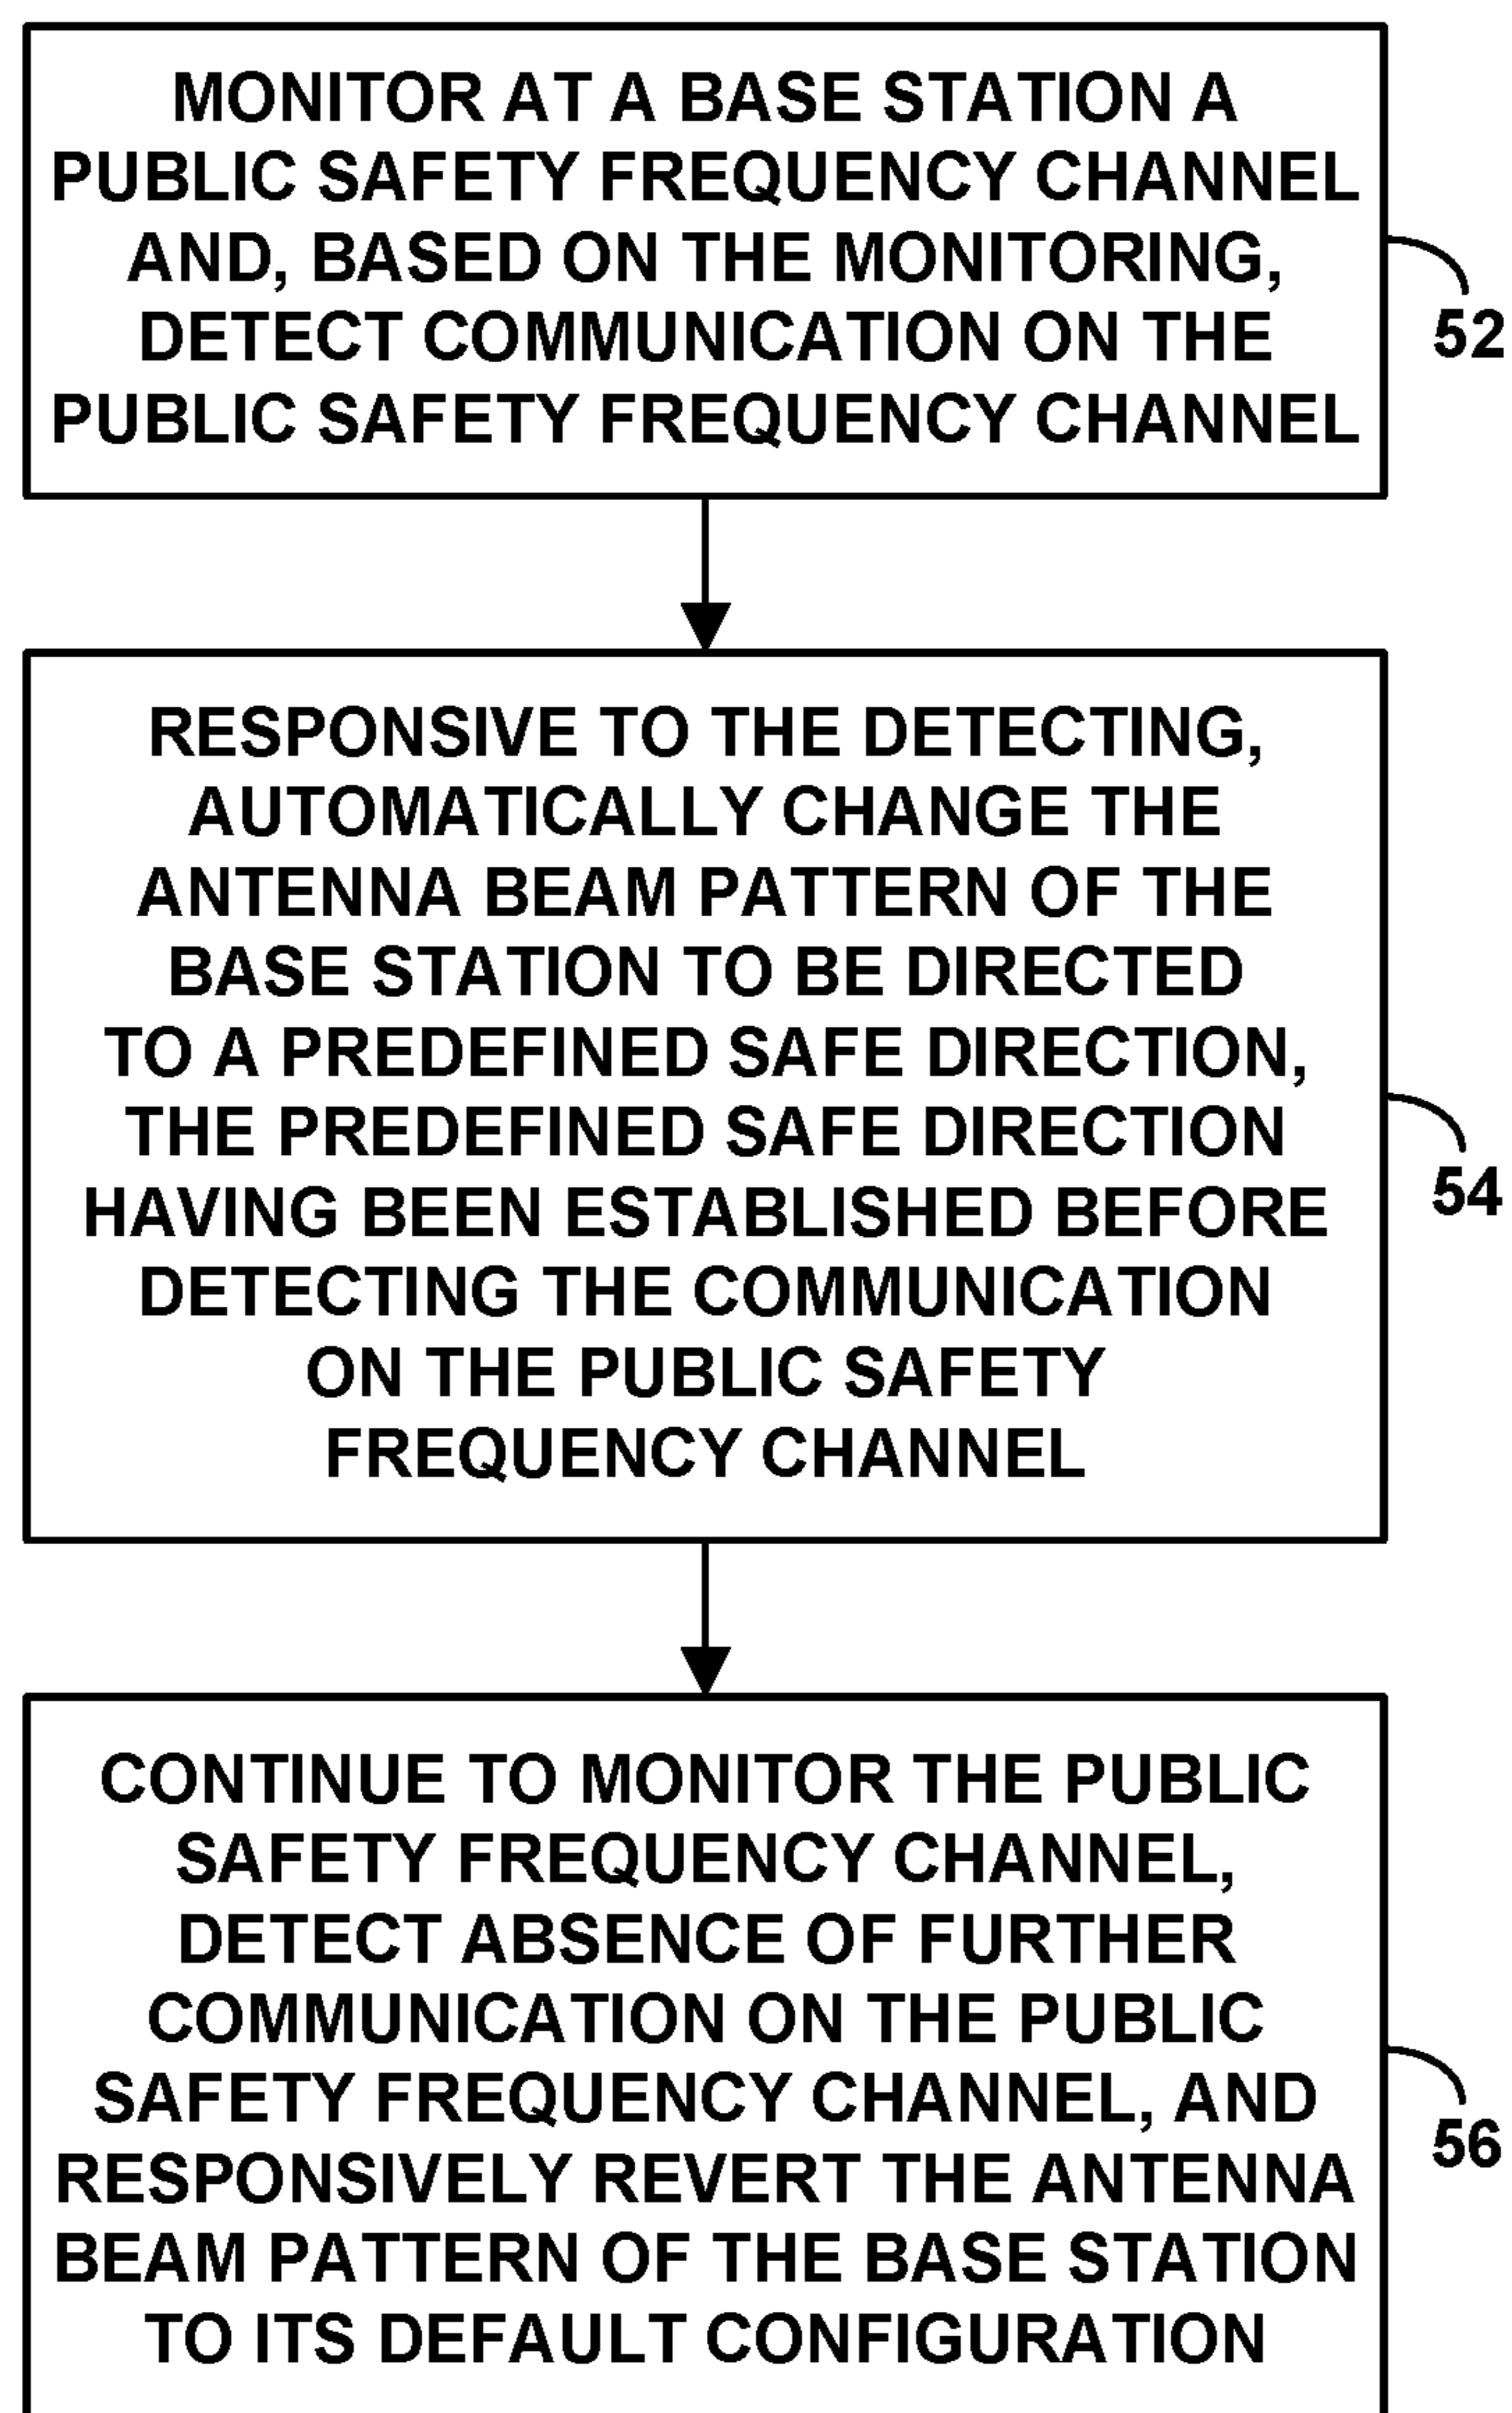 MONITOR AT A BASE STATION A
PUBLIC SAFETY FREQUENCY CHANNEL
AND, BASED ON THE MONITORING,
DETECT COMMUNICATION ON THE
PUBLIC SAFETY FREQUENCY CHANNEL
52
RESPONSIVE TO THE DETECTING,
AUTOMATICALLY CHANGE THE
ANTENNA BEAM PATTERN OF THE
BASE STATION TO BE DIRECTED
TO A PREDEFINED SAFE DIRECTION,
THE PREDEFINED SAFE DIRECTION
HAVING BEEN ESTABLISHED BEFORE
DETECTING THE COMMUNICATION
ON THE PUBLIC SAFETY
FREQUENCY CHANNEL
54
CONTINUE TO MONITOR THE PUBLIC
SAFETY FREQUENCY CHANNEL,
DETECT ABSENCE OF FURTHER
COMMUNICATION ON THE PUBLIC
SAFETY FREQUENCY CHANNEL, AND
RESPONSIVELY REVERT THE ANTENNA
BEAM PATTERN OF THE BASE STATION
TO ITS DEFAULT CONFIGURATION
56